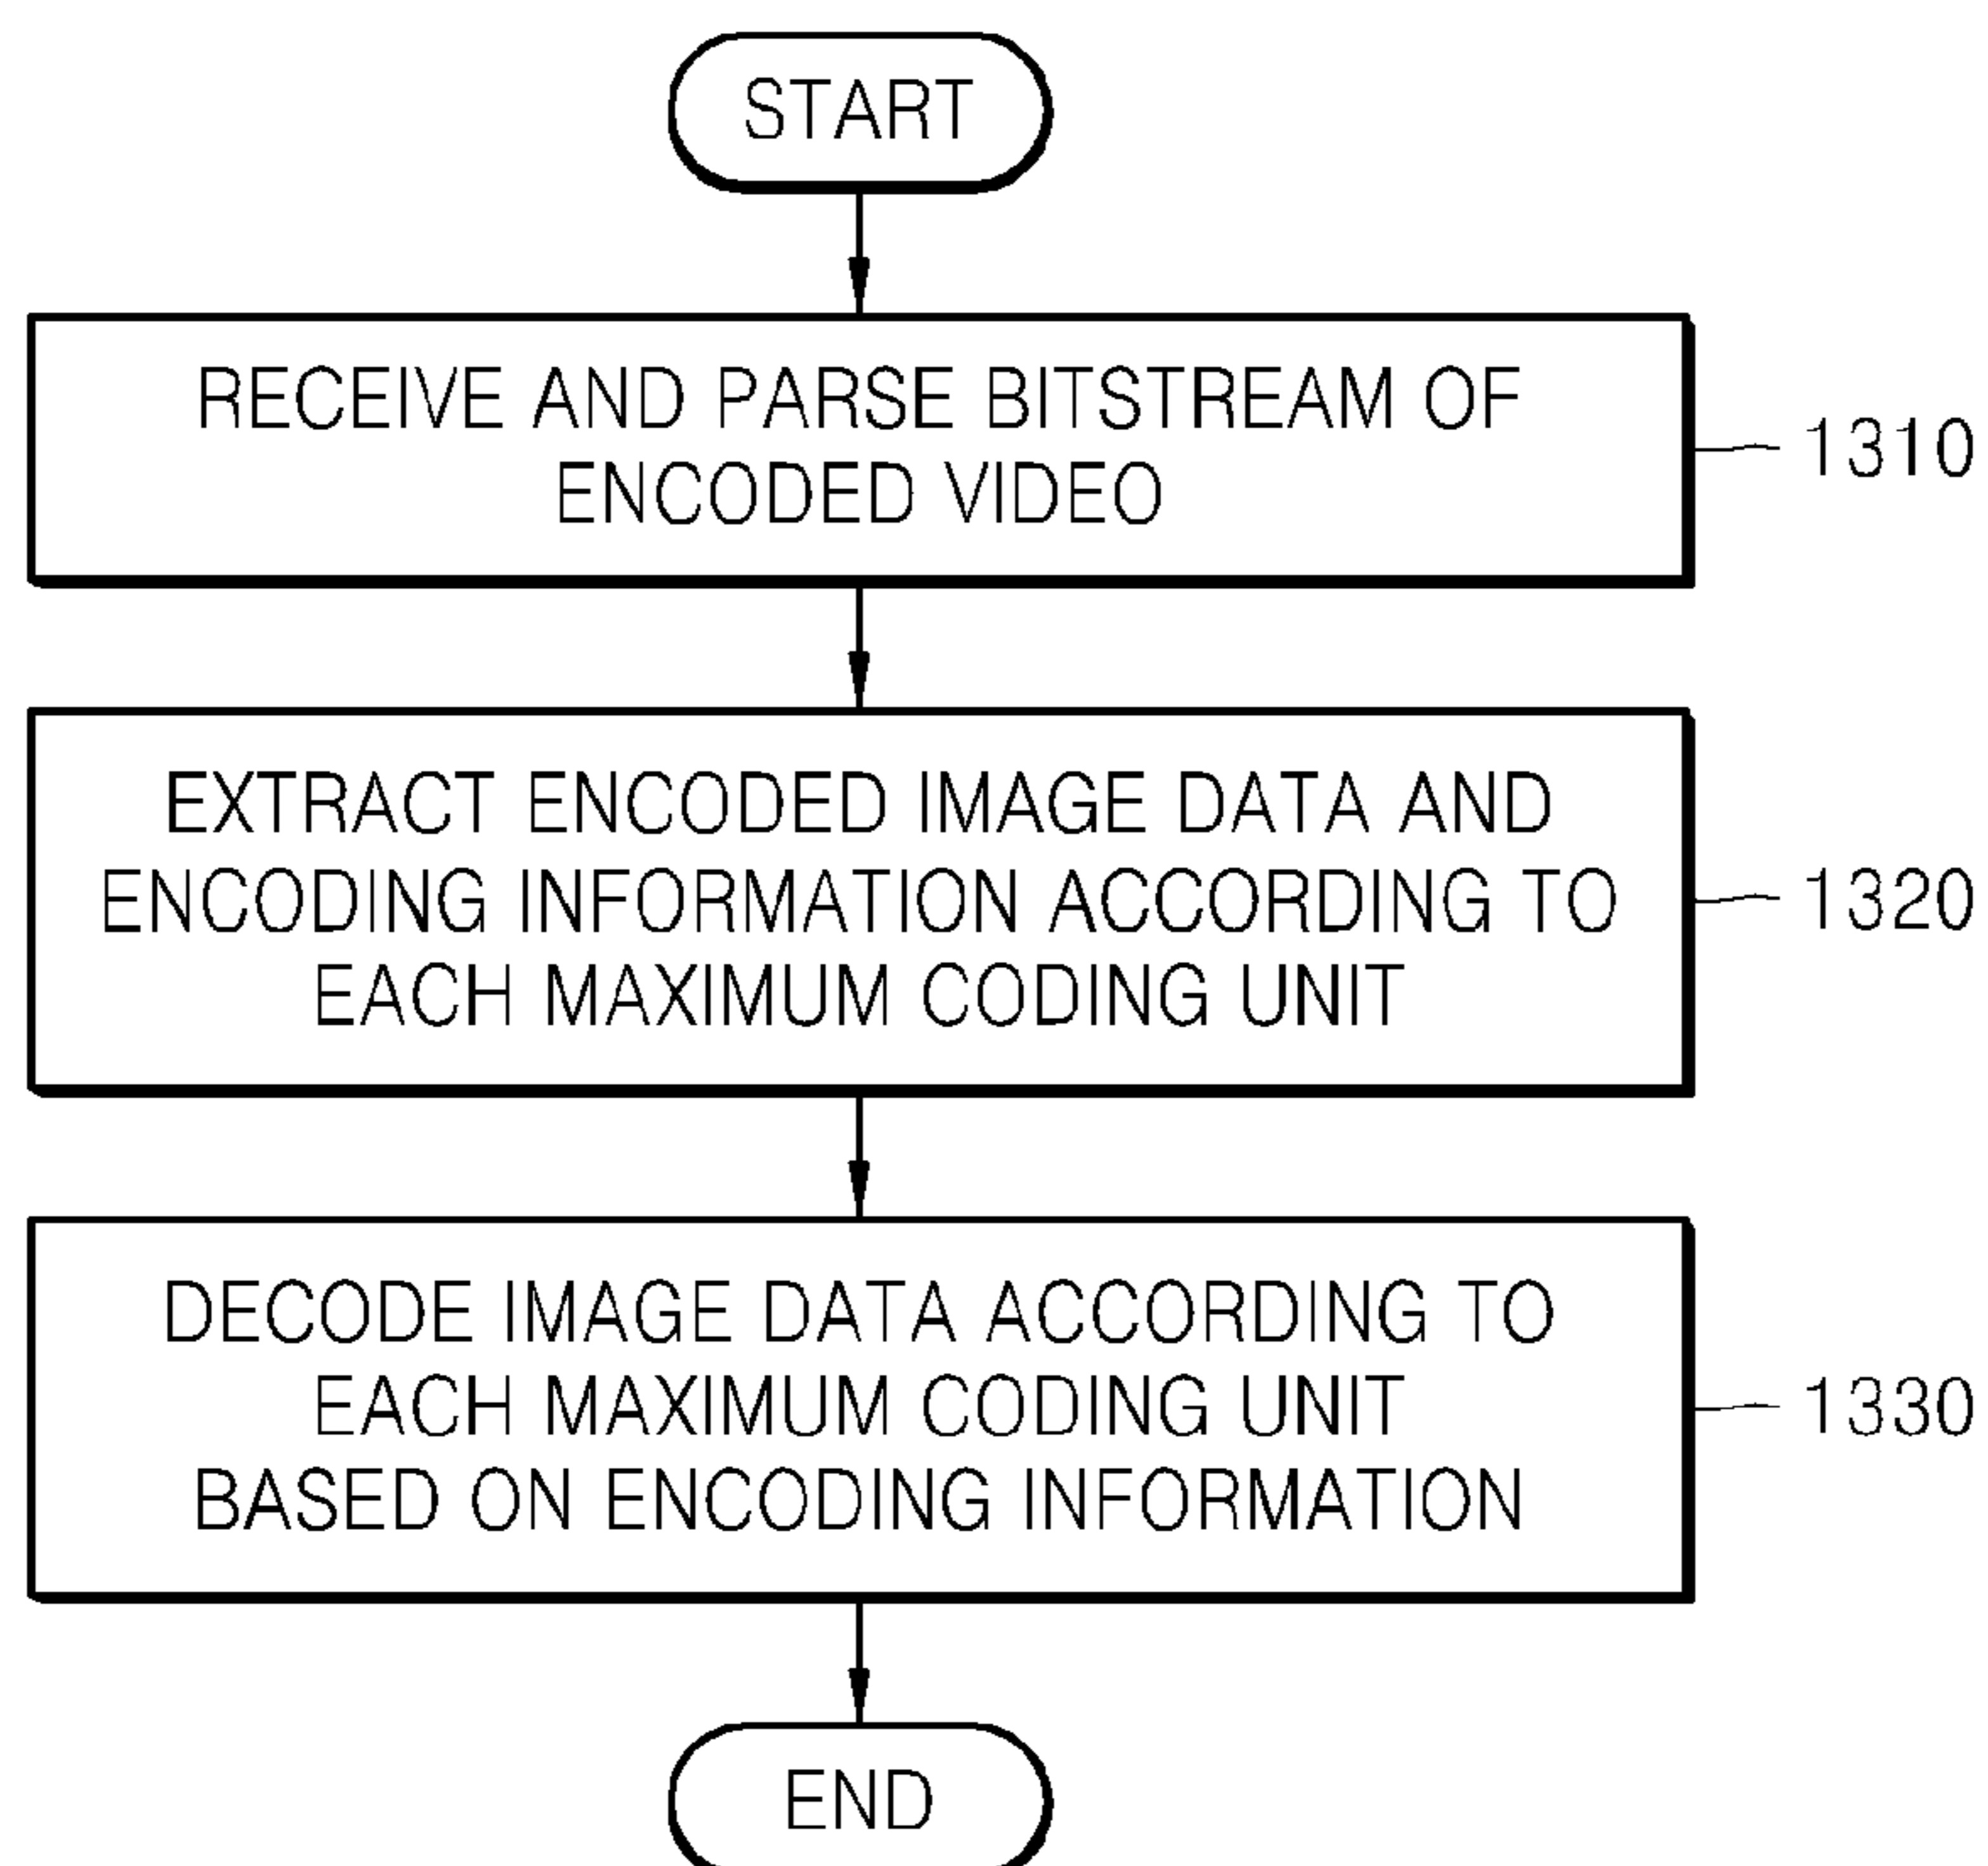 START
RECEIVE AND PARSE BITSTREAM OF
ENCODED VIDEO
1310
EXTRACT ENCODED IMAGE DATA AND
ENCODING INFORMATION ACCORDING TO
EACH MAXIMUM CODING UNIT
1320
DECODE IMAGE DATA ACCORDING TO
EACH MAXIMUM CODING UNIT
BASED ON ENCODING INFORMATION
1330
END